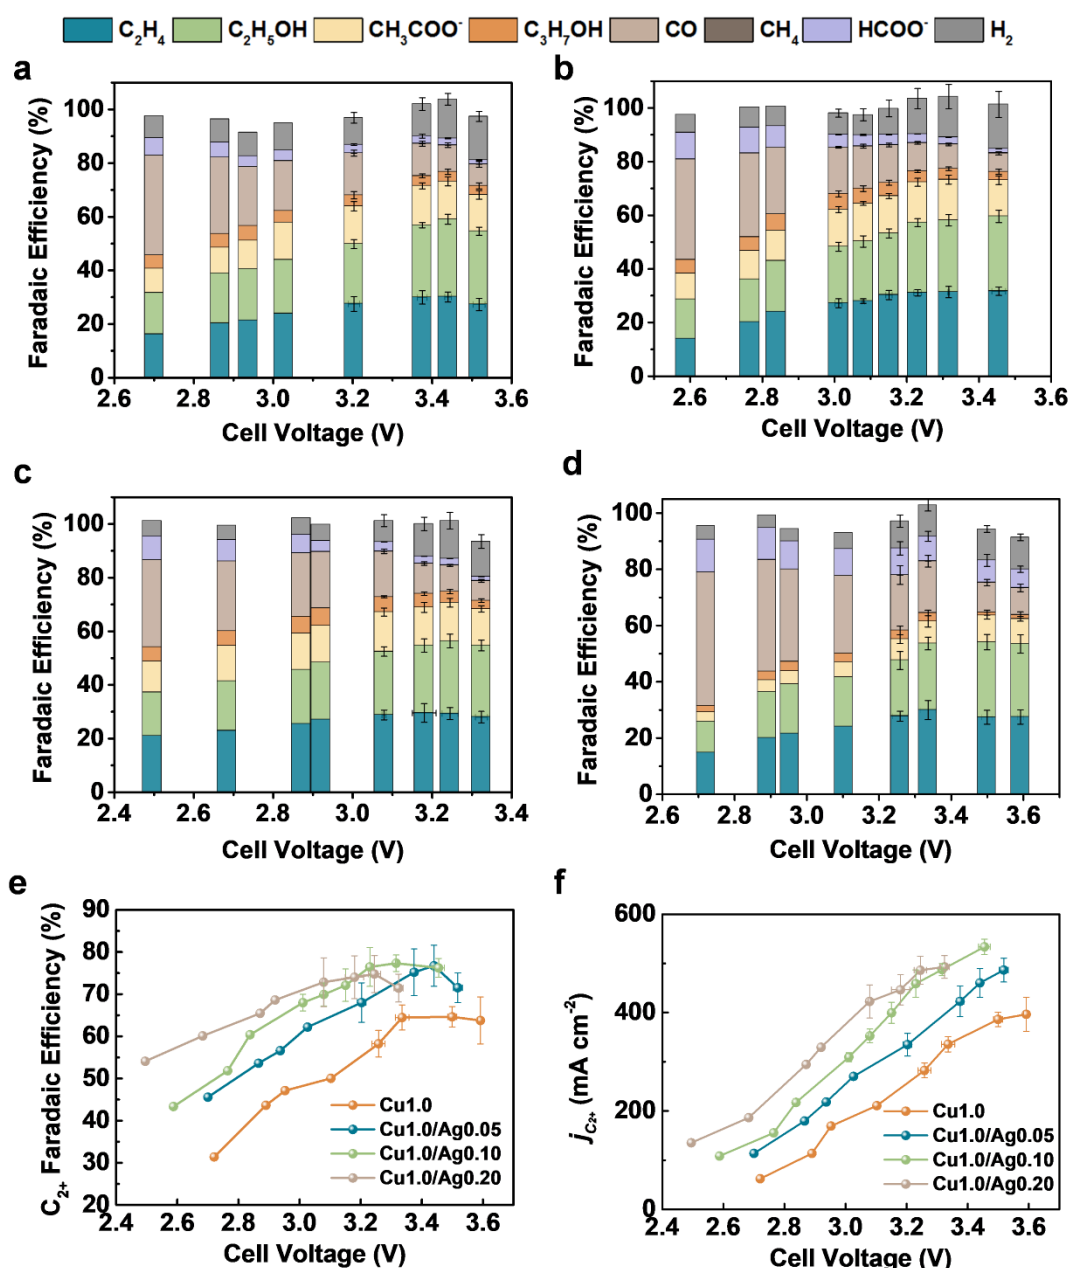 C₂H₄ C₂H₅OH CH₃COO⁻ C₃H₇OH CO CH₄ HCOO⁻ H₂
a
Faradaic Efficiency (%)
100
80
60
40
20
0
2.6 2.8 3.0 3.2 3.4 3.6
Cell Voltage (V)
b
Faradaic Efficiency (%)
100
80
60
40
20
0
2.6 2.8 3.0 3.2 3.4 3.6
Cell Voltage (V)
c
Faradaic Efficiency (%)
100
80
60
40
20
0
2.4 2.6 2.8 3.0 3.2 3.4
Cell Voltage (V)
d
Faradaic Efficiency (%)
100
80
60
40
20
0
2.6 2.8 3.0 3.2 3.4 3.6
Cell Voltage (V)
e
C₂₊ Faradaic Efficiency (%)
90
80
70
60
50
40
30
20
Cu1.0
Cu1.0/Ag0.05
Cu1.0/Ag0.10
Cu1.0/Ag0.20
2.4 2.6 2.8 3.0 3.2 3.4 3.6
Cell Voltage (V)
f
j_C₂₊ (mA cm⁻²)
600
400
200
0
Cu1.0
Cu1.0/Ag0.05
Cu1.0/Ag0.10
Cu1.0/Ag0.20
2.4 2.6 2.8 3.0 3.2 3.4 3.6
Cell Voltage (V)